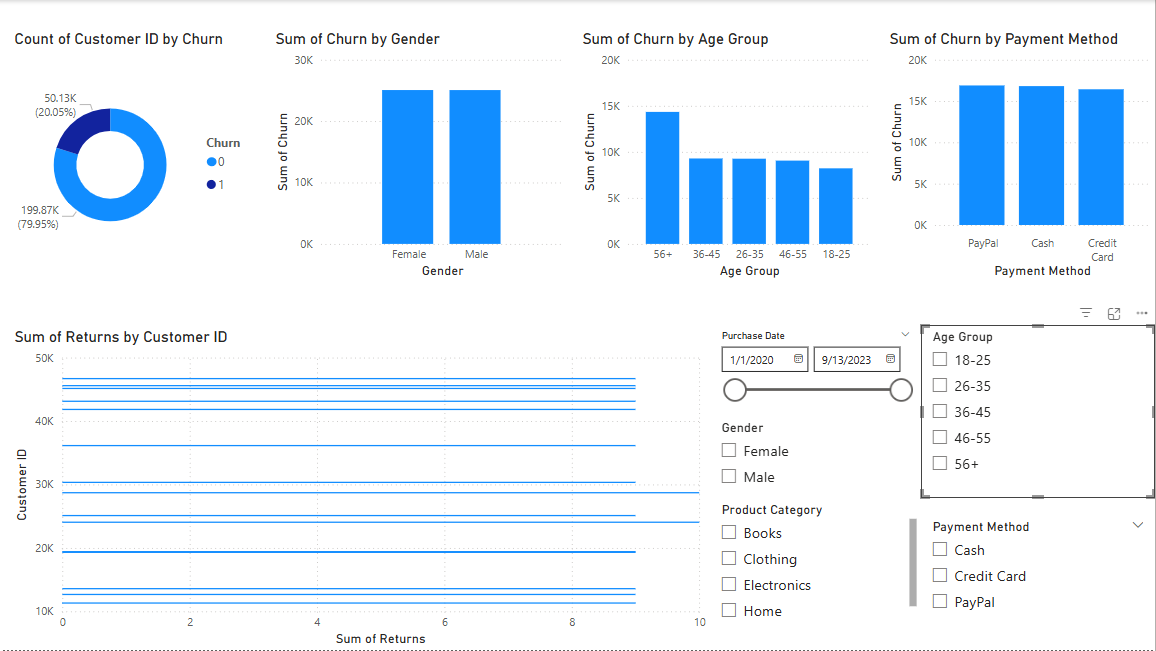 Count of Customer ID by Churn
50.13K
(20.05%)
199.87K
(79.95%)
Churn
0
1
Sum of Churn by Gender
Sum of Churn
30K
20K
10K
0K
Female
Male
Gender
Sum of Churn by Age Group
Sum of Churn
20K
15K
10K
5K
0K
56+
36-45
26-35
46-55
18-25
Age Group
Sum of Churn by Payment Method
Sum of Churn
20K
15K
10K
5K
0K
PayPal
Cash
Credit
Card
Payment Method
Sum of Returns by Customer ID
Customer ID
50K
40K
30K
20K
10K
0
2
4
6
8
10
Sum of Returns
Purchase Date
1/1/2020
9/13/2023
Gender
Female
Male
Product Category
Books
Clothing
Electronics
Home
Age Group
18-25
26-35
36-45
46-55
56+
Payment Method
Cash
Credit Card
PayPal